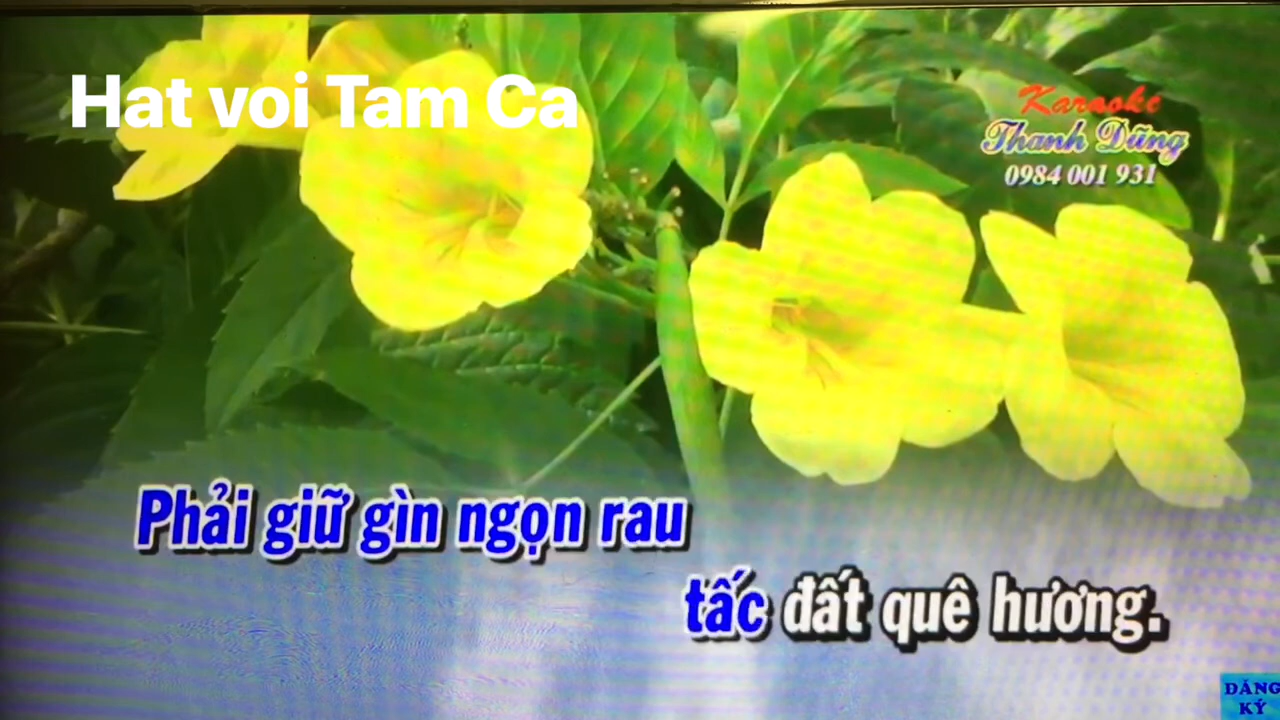 Hat voi Tam Ca
Karaoke
Thanh Dũng
0984 001 931
Phải giữ gìn ngọn rau
tấc đất quê hương.
ĐĂNG
KÝ